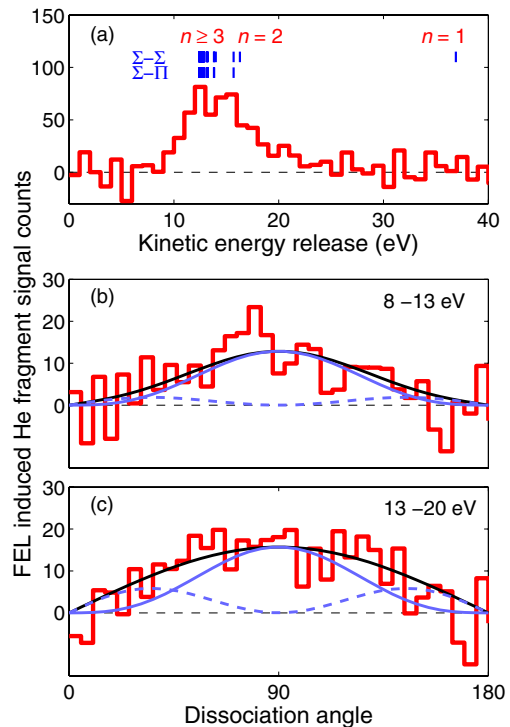 FEL induced He fragment signal counts
(a)
n ≥ 3 n = 2 n = 1
Σ–Σ
Σ–Π
150
100
50
0
0 10 20 30 40
Kinetic energy release (eV)
(b) 8 –13 eV
30
20
10
0
(c) 13 –20 eV
30
20
10
0
0 90 180
Dissociation angle